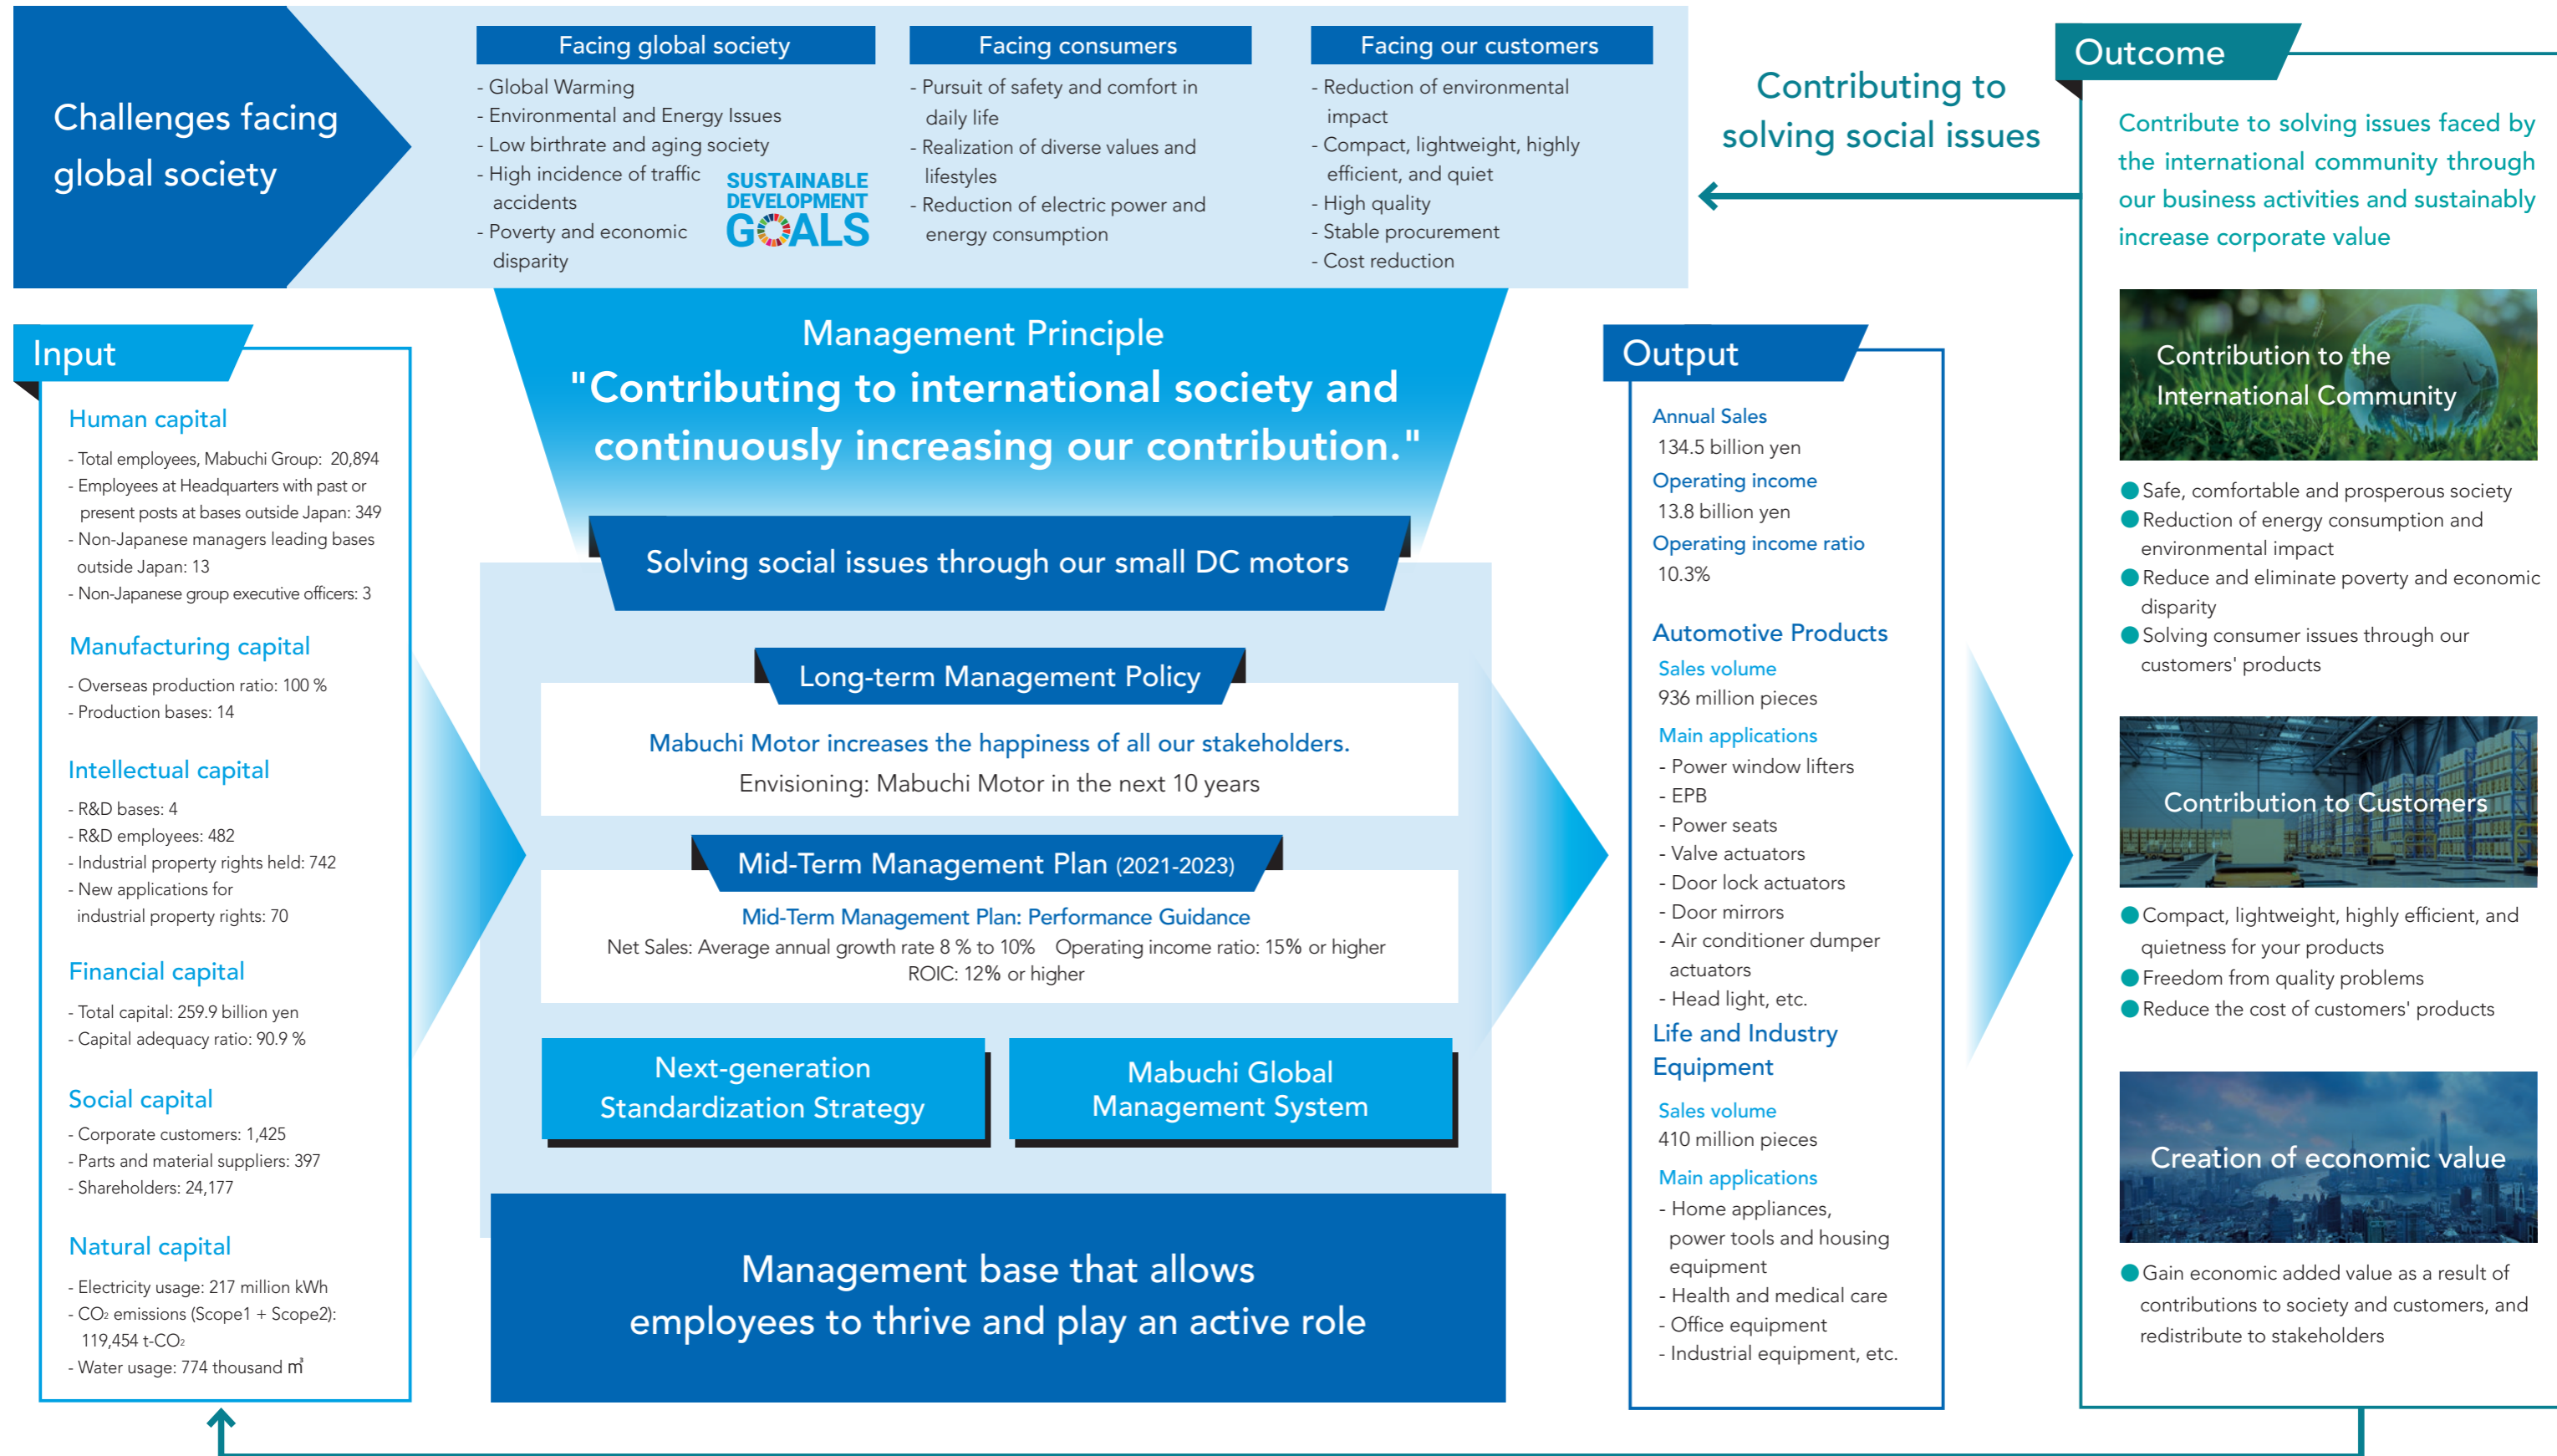 Challenges facing
global society
Facing global society
- Global Warming
- Environmental and Energy Issues
- Low birthrate and aging society
- High incidence of traffic
accidents
- Poverty and economic
disparity
SUSTAINABLE
DEVELOPMENT
GOALS
Facing consumers
- Pursuit of safety and comfort in
daily life
- Realization of diverse values and
lifestyles
- Reduction of electric power and
energy consumption
Facing our customers
- Reduction of environmental
impact
- Compact, lightweight, highly
efficient, and quiet
- High quality
- Stable procurement
- Cost reduction
Contributing to
solving social issues
Input
Human capital
- Total employees, Mabuchi Group: 20,894
- Employees at Headquarters with past or
present posts at bases outside Japan: 349
- Non-Japanese managers leading bases
outside Japan: 13
- Non-Japanese group executive officers: 3
Manufacturing capital
- Overseas production ratio: 100 %
- Production bases: 14
Intellectual capital
- R&D bases: 4
- R&D employees: 482
- Industrial property rights held: 742
- New applications for
industrial property rights: 70
Financial capital
- Total capital: 259.9 billion yen
- Capital adequacy ratio: 90.9 %
Social capital
- Corporate customers: 1,425
- Parts and material suppliers: 397
- Shareholders: 24,177
Natural capital
- Electricity usage: 217 million kWh
- CO₂ emissions (Scope1 + Scope2):
119,454 t-CO₂
- Water usage: 774 thousand ㎥
Management Principle
"Contributing to international society and
continuously increasing our contribution."
Solving social issues through our small DC motors
Long-term Management Policy
Mabuchi Motor increases the happiness of all our stakeholders.
Envisioning: Mabuchi Motor in the next 10 years
Mid-Term Management Plan (2021-2023)
Mid-Term Management Plan: Performance Guidance
Net Sales: Average annual growth rate 8 % to 10% Operating income ratio: 15% or higher
ROIC: 12% or higher
Next-generation
Standardization Strategy
Mabuchi Global
Management System
Management base that allows
employees to thrive and play an active role
Output
Annual Sales
134.5 billion yen
Operating income
13.8 billion yen
Operating income ratio
10.3%
Automotive Products
Sales volume
936 million pieces
Main applications
- Power window lifters
- EPB
- Power seats
- Valve actuators
- Door lock actuators
- Door mirrors
- Air conditioner dumper
actuators
- Head light, etc.
Life and Industry
Equipment
Sales volume
410 million pieces
Main applications
- Home appliances,
power tools and housing
equipment
- Health and medical care
- Office equipment
- Industrial equipment, etc.
Outcome
Contribute to solving issues faced by
the international community through
our business activities and sustainably
increase corporate value
Contribution to the
International Community
● Safe, comfortable and prosperous society
● Reduction of energy consumption and
environmental impact
● Reduce and eliminate poverty and economic
disparity
● Solving consumer issues through our
customers' products
Contribution to Customers
● Compact, lightweight, highly efficient, and
quietness for your products
● Freedom from quality problems
● Reduce the cost of customers' products
Creation of economic value
● Gain economic added value as a result of
contributions to society and customers, and
redistribute to stakeholders